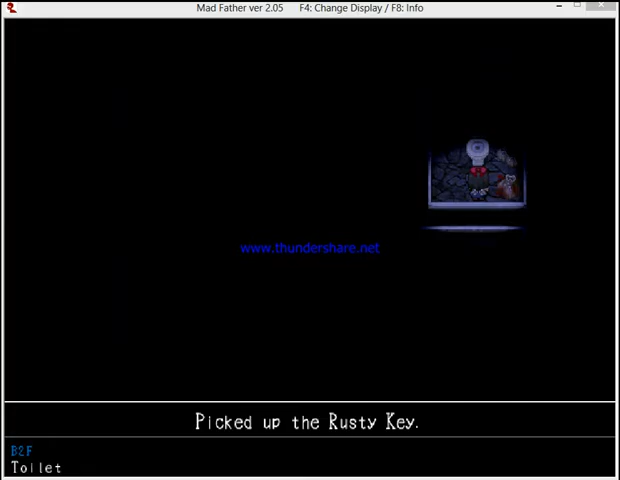 Mad Father ver 2.05 F4: Change Display / F8: Info
www.thundershare.net
Picked up the Rusty Key.
B2F
Toilet